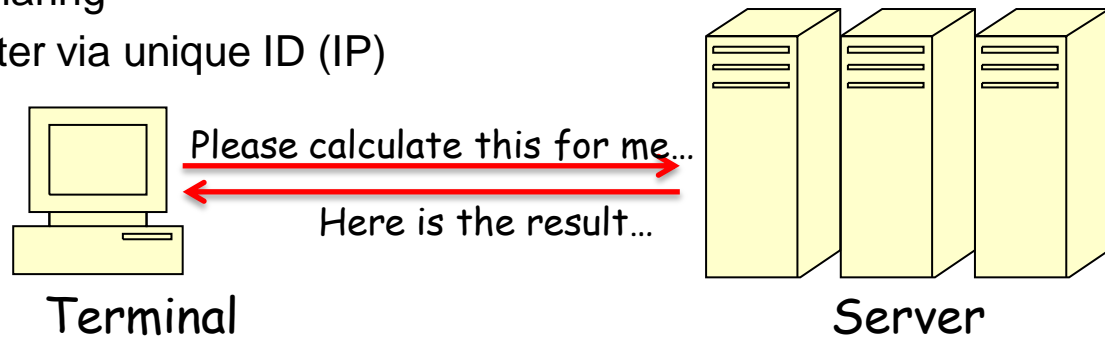 ter via unique ID (IP)
Please calculate this for me…
Here is the result…
Terminal
Server